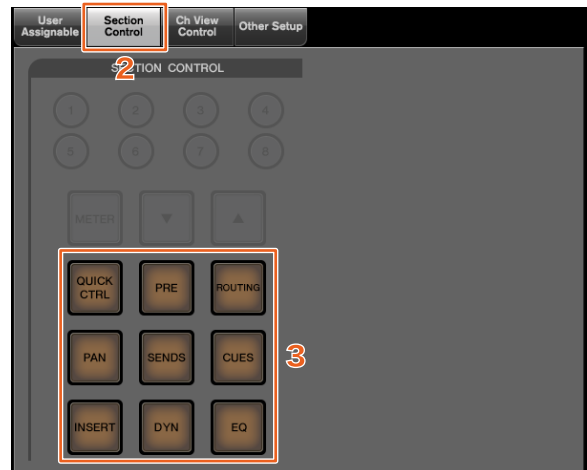 User
Assignable
Section
Control
Ch View
Control
Other Setup
2
SECTION CONTROL
1 2 3 4
5 6 7 8
METER ▼ ▲
QUICK
CTRL
PRE
ROUTING
PAN
SENDS
CUES
3
INSERT
DYN
EQ